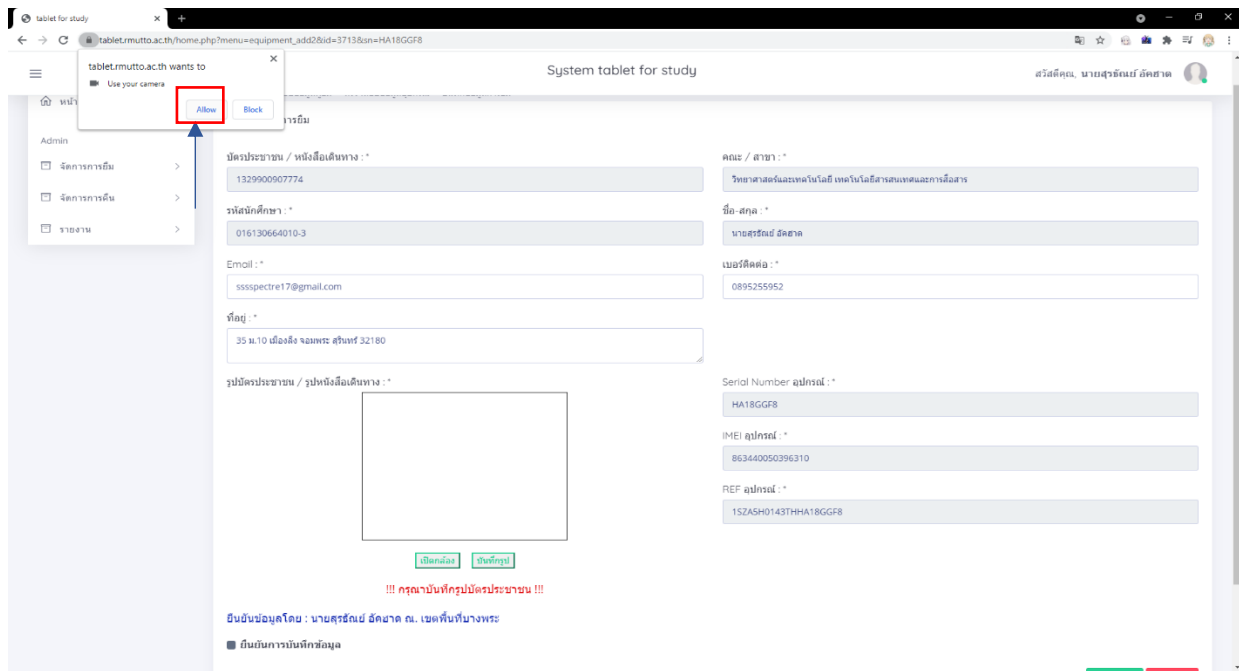 tablet for study
tablet.rmutto.ac.th/home.php?menu=equipment_add2&id=3713&sn=HA18GGF8
tablet.rmutto.ac.th wants to
Use your camera
Allow
Block
System tablet for study
สวัสดีคุณ, นายสุรธัณย์ อัคฮาด
หน้า
ารยืม
Admin
จัดการการยืม
จัดการการคืน
รายงาน
บัตรประชาชน / หนังสือเดินทาง : *
1329900907774
คณะ / สาขา : *
วิทยาศาสตร์และเทคโนโลยี เทคโนโลยีสารสนเทศและการสื่อสาร
รหัสนักศึกษา : *
016130664010-3
ชื่อ-สกุล : *
นายสุรธัณย์ อัคฮาด
Email : *
sssspectre17@gmail.com
เบอร์ติดต่อ : *
0895255952
ที่อยู่ : *
35 ม.10 เมืองลีง จอมพระ สุรินทร์ 32180
รูปบัตรประชาชน / รูปหนังสือเดินทาง : *
Serial Number อุปกรณ์ : *
HA18GGF8
IMEI อุปกรณ์ : *
863440050396310
REF อุปกรณ์ : *
1SZA5H0143THHA18GGF8
เปิดกล้อง
บันทึกรูป
!!! กรุณาบันทึกรูปบัตรประชาชน !!!
ยืนยันข้อมูลโดย : นายสุรธัณย์ อัคฮาด ณ. เขตพื้นที่บางพระ
ยืนยันการบันทึกข้อมูล